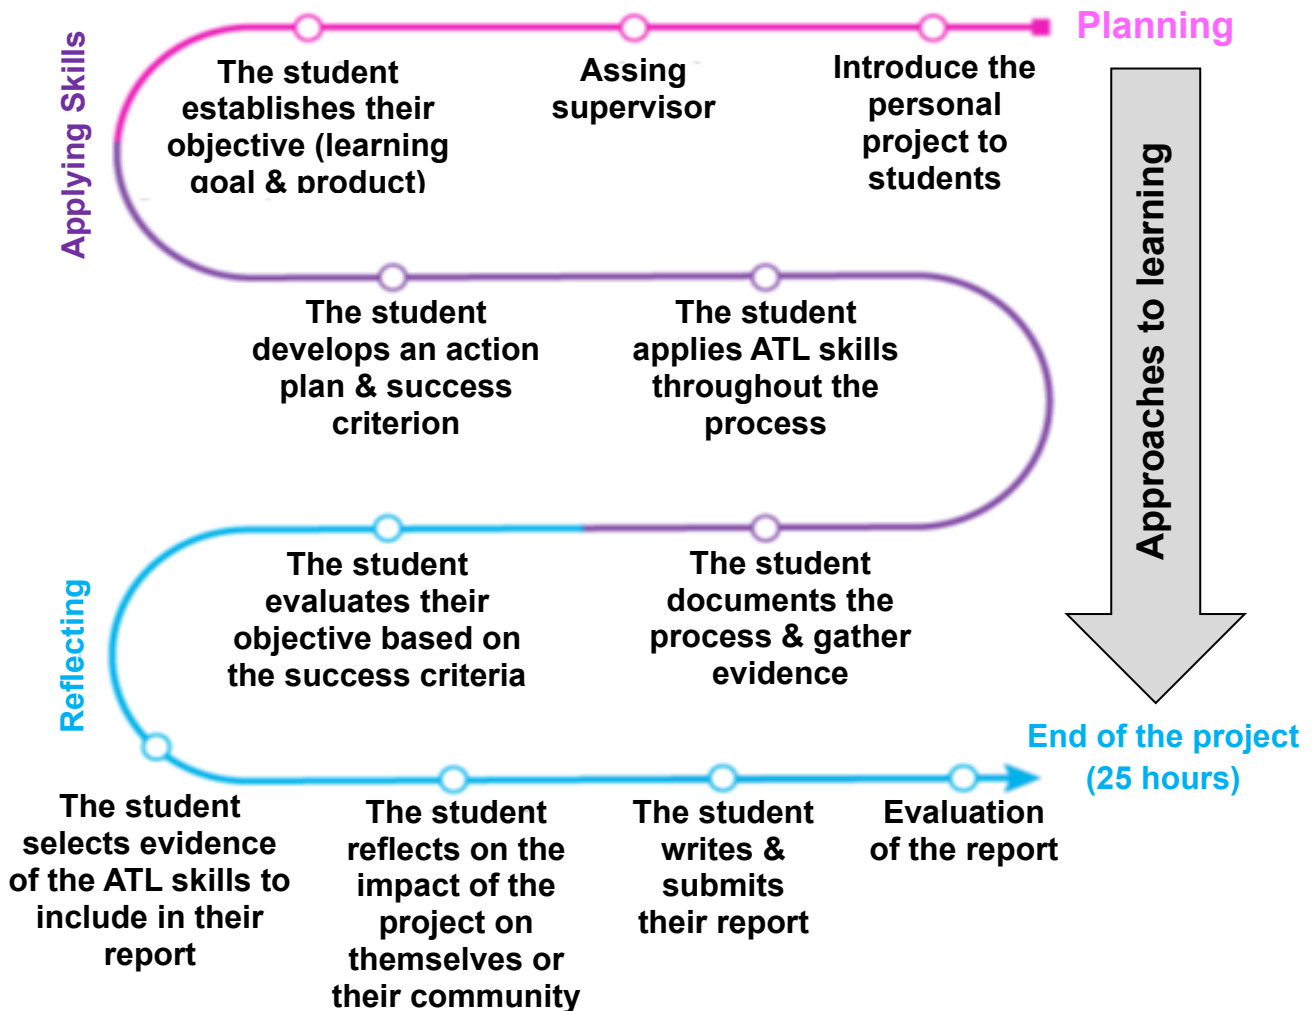 Planning
Applying Skills
The student
establishes their
objective (learning
goal & product)
Assing
supervisor
Introduce the
personal
project to
students
Approaches to learning
The student
develops an action
plan & success
criterion
The student
applies ATL skills
throughout the
process
Reflecting
The student
evaluates their
objective based on
the success criteria
The student
documents the
process & gather
evidence
End of the project
(25 hours)
The student
selects evidence
of the ATL skills to
include in their
report
The student
reflects on the
impact of the
project on
themselves or
their community
The student
writes &
submits
their report
Evaluation
of the report